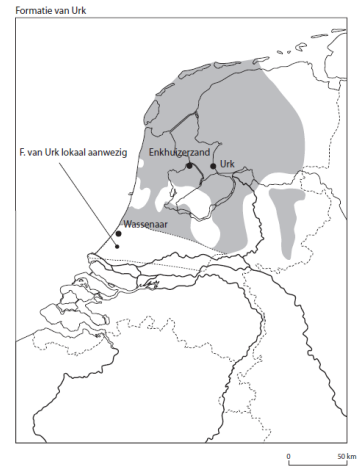 Formatie van Urk
F. van Urk lokaal aanwezig
Enkhuizerzand
Urk
Wassenaar
0 50 km